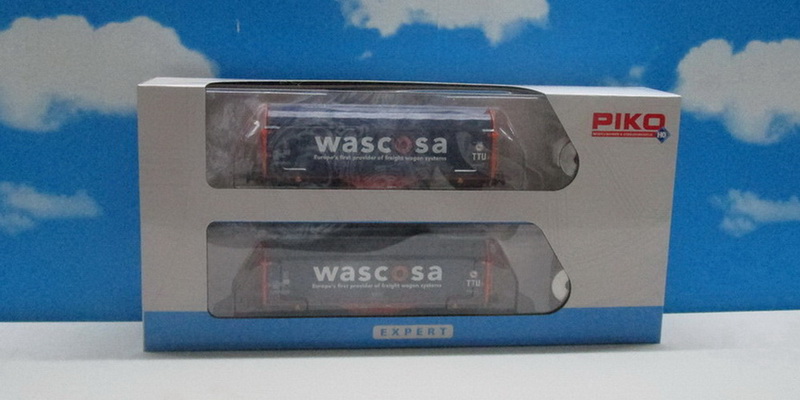 PIKO
H0
wascosa
Europe's first provider of freight wagon systems
TTU
wascosa
Europe's first provider of freight wagon systems
TTU
EXPERT